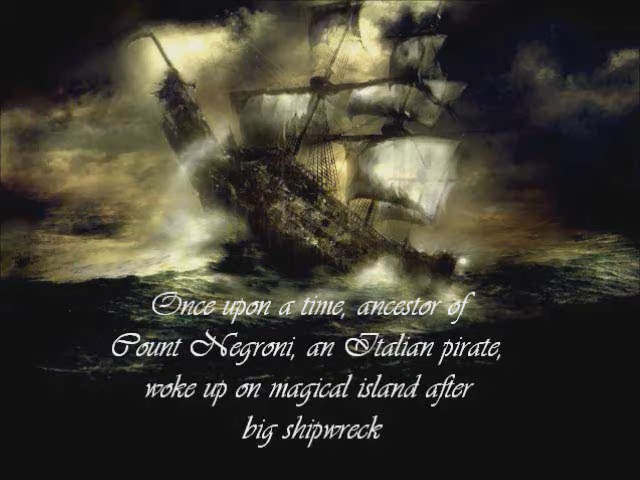 Once upon a time, ancestor of
Count Negroni, an Italian pirate,
woke up on magical island after
big shipwreck